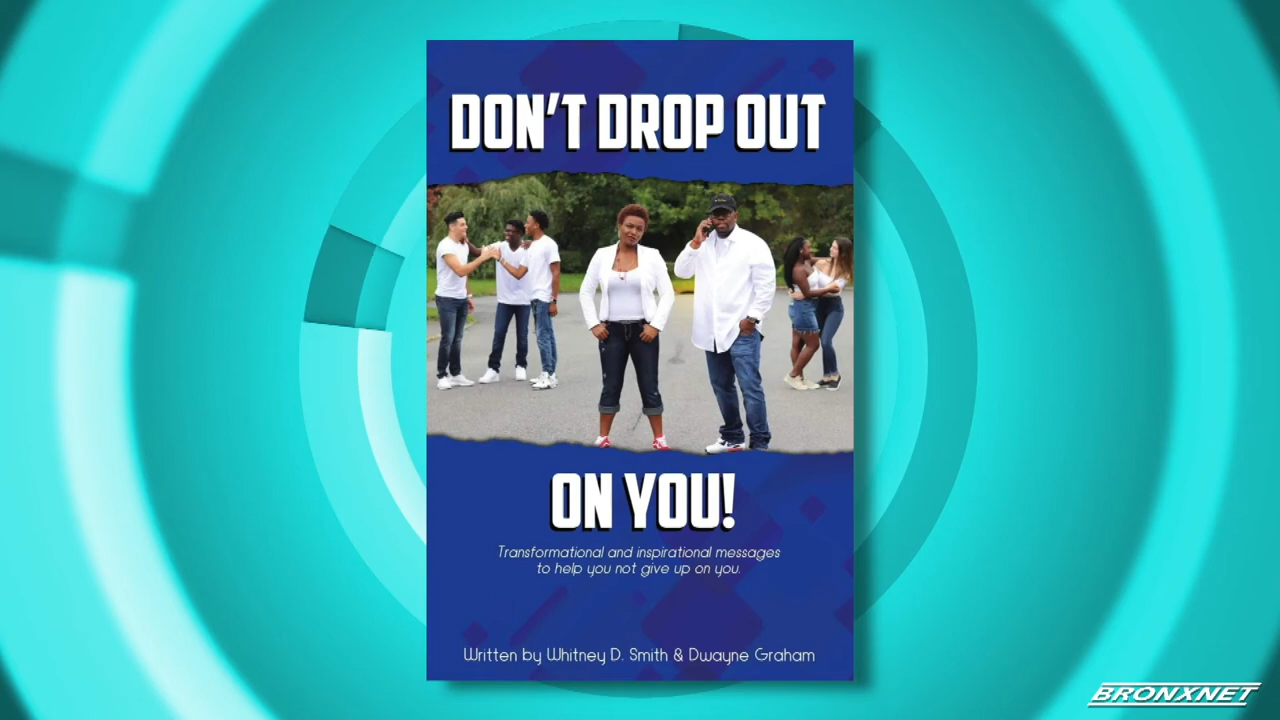 DON'T DROP OUT
ON YOU!
Transformational and inspirational messages
to help you not give up on you.
Written by Whitney D. Smith & Dwayne Graham
BRONXNET